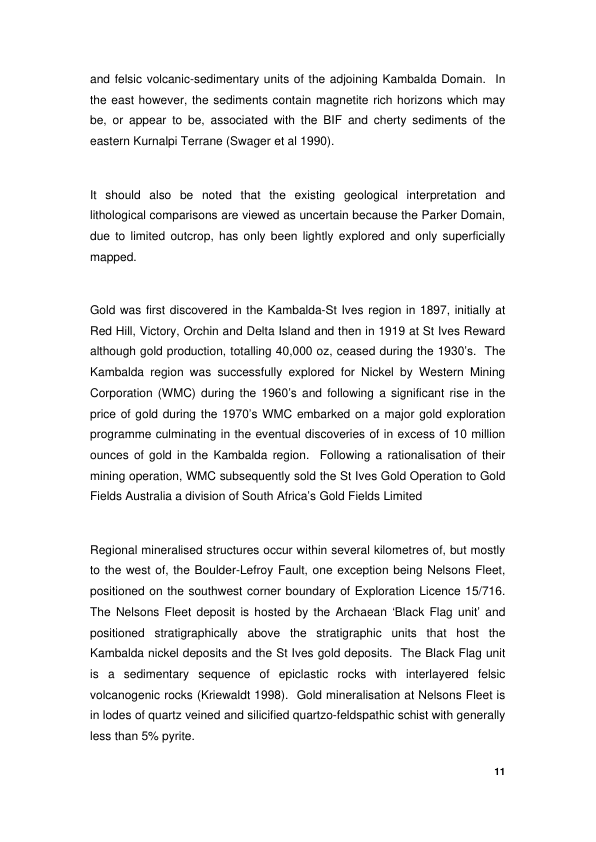 and felsic volcanic-sedimentary units of the adjoining Kambalda Domain.  In
the east however, the sediments contain magnetite rich horizons which may
be, or appear to be, associated with the BIF and cherty sediments of the
eastern Kurnalpi Terrane (Swager et al 1990).
It should also be noted that the existing geological interpretation and
lithological comparisons are viewed as uncertain because the Parker Domain,
due to limited outcrop, has only been lightly explored and only superficially
mapped.
Gold was first discovered in the Kambalda-St Ives region in 1897, initially at
Red Hill, Victory, Orchin and Delta Island and then in 1919 at St Ives Reward
although gold production, totalling 40,000 oz, ceased during the 1930’s.  The
Kambalda region was successfully explored for Nickel by Western Mining
Corporation (WMC) during the 1960’s and following a significant rise in the
price of gold during the 1970’s WMC embarked on a major gold exploration
programme culminating in the eventual discoveries of in excess of 10 million
ounces of gold in the Kambalda region.  Following a rationalisation of their
mining operation, WMC subsequently sold the St Ives Gold Operation to Gold
Fields Australia a division of South Africa’s Gold Fields Limited
Regional mineralised structures occur within several kilometres of, but mostly
to the west of, the Boulder-Lefroy Fault, one exception being Nelsons Fleet,
positioned on the southwest corner boundary of Exploration Licence 15/716.
The Nelsons Fleet deposit is hosted by the Archaean ‘Black Flag unit’ and
positioned stratigraphically above the stratigraphic units that host the
Kambalda nickel deposits and the St Ives gold deposits.  The Black Flag unit
is a sedimentary sequence of epiclastic rocks with interlayered felsic
volcanogenic rocks (Kriewaldt 1998).  Gold mineralisation at Nelsons Fleet is
in lodes of quartz veined and silicified quartzo-feldspathic schist with generally
less than 5% pyrite.
11